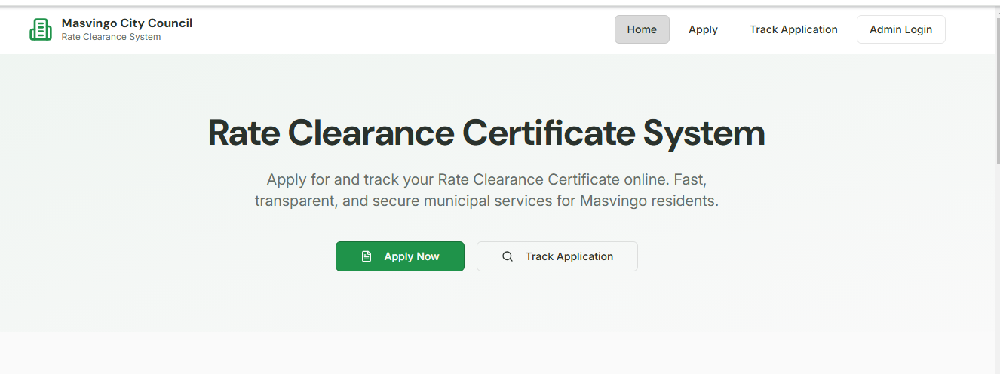 Masvingo City Council
Rate Clearance System
Home
Apply
Track Application
Admin Login
Rate Clearance Certificate System
Apply for and track your Rate Clearance Certificate online. Fast,
transparent, and secure municipal services for Masvingo residents.
Apply Now
Track Application